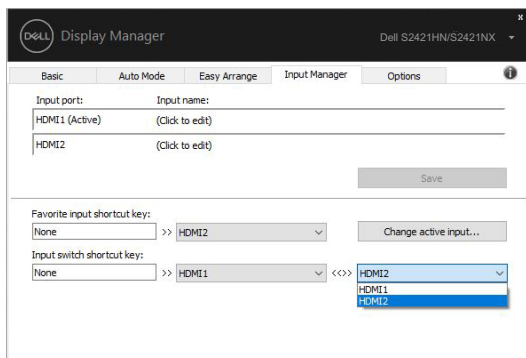 x
DELL Display Manager Dell S2421HN/S2421NX
Basic Auto Mode Easy Arrange Input Manager Options i
Input port: Input name:
HDMI1 (Active) (Click to edit)
HDMI2 (Click to edit)
Save
Favorite input shortcut key:
None >> HDMI2 Change active input...
Input switch shortcut key:
None >> HDMI1 <<>> HDMI2
HDMI1
HDMI2